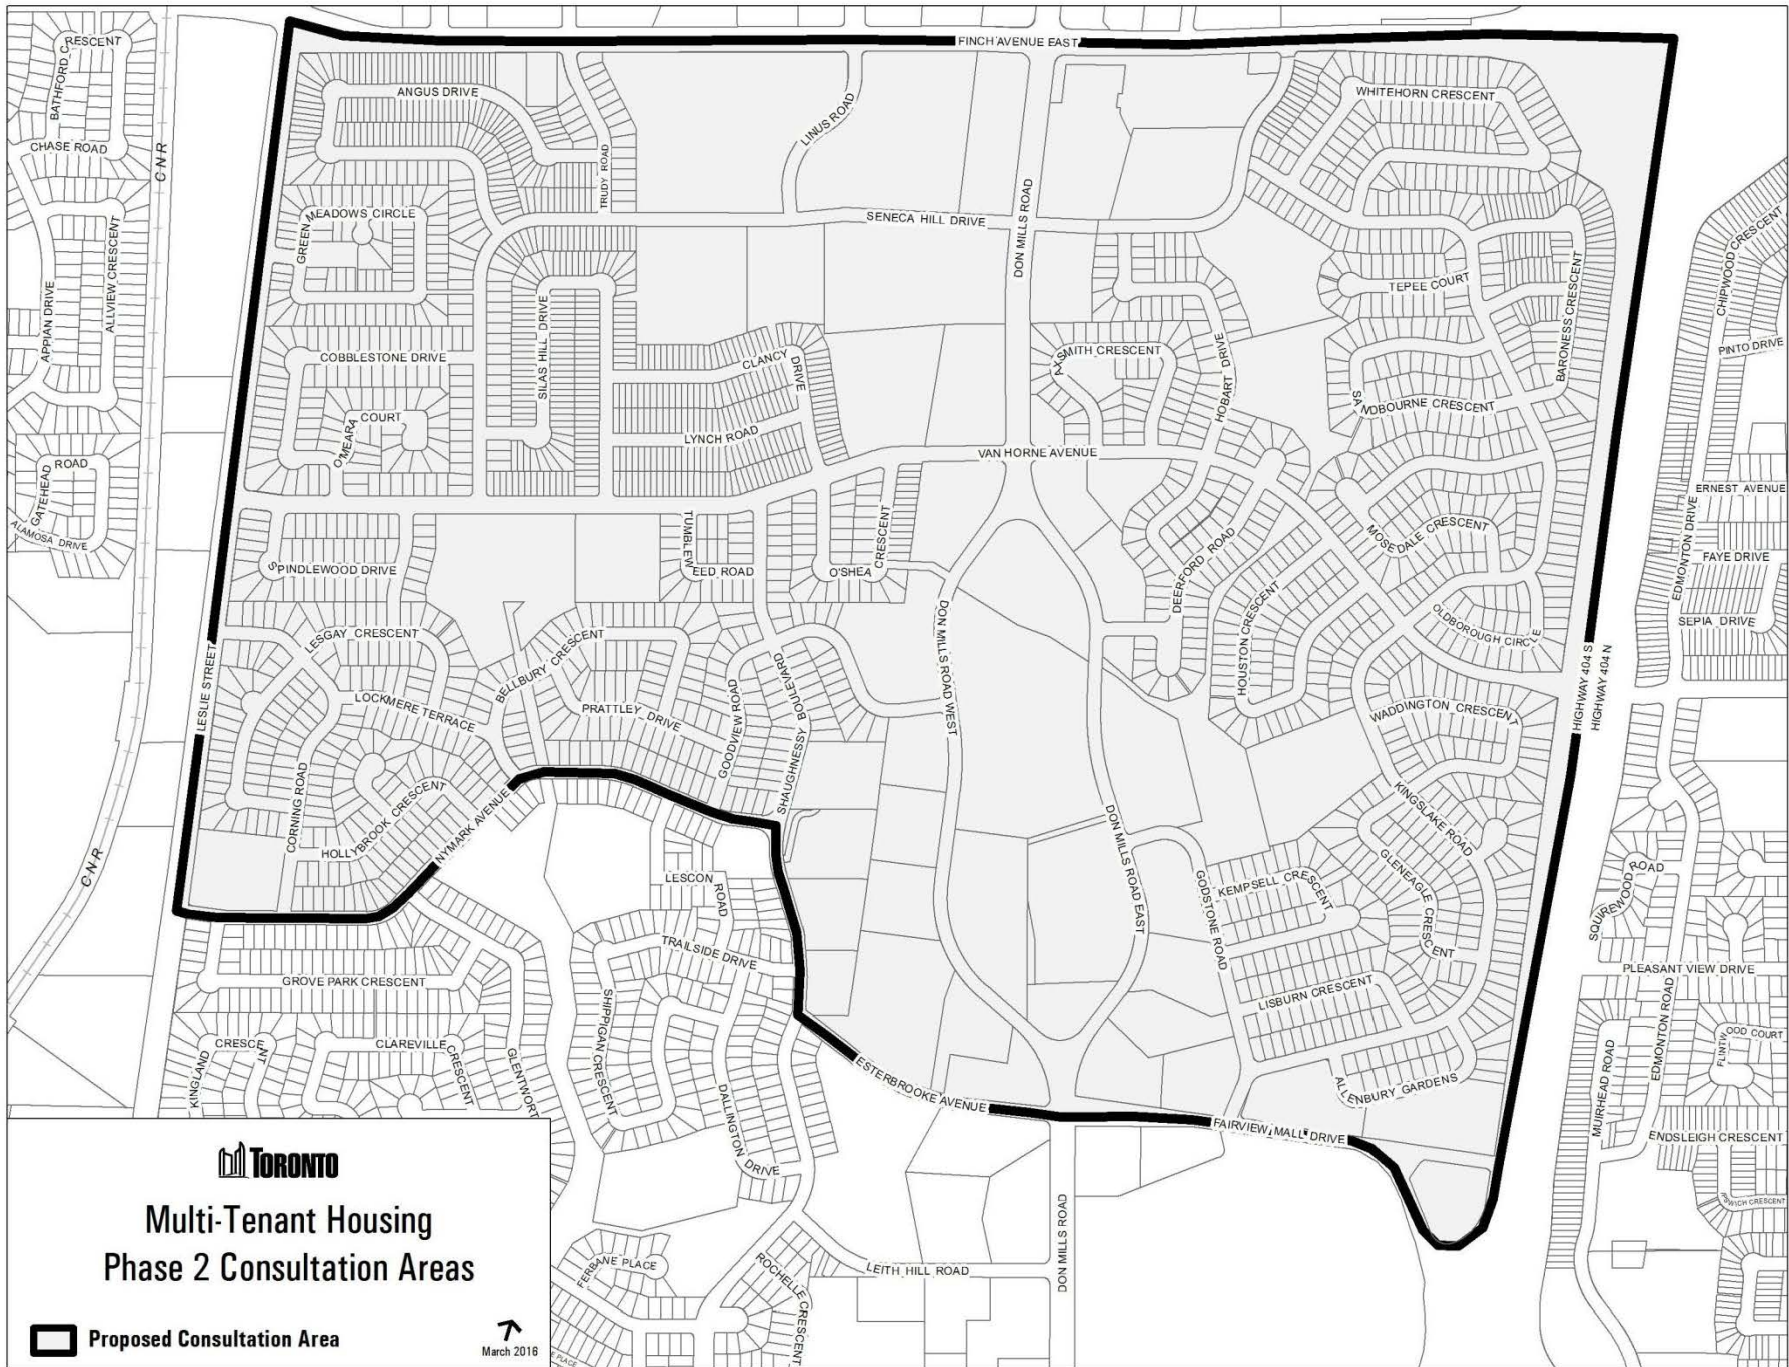 FINCH AVENUE EAST
RESCENT
BATHFORD C
ANGUS DRIVE
WHITEHORN CRESCENT
LINUS ROAD
CHASE ROAD
CNR
TRUDY ROAD
DON MILLS ROAD
GREEN MEADOWS CIRCLE
SENECA HILL DRIVE
ALLVIEW CRESCENT
CHIPWOOD CRESCENT
APPIAN DRIVE
TEPEE COURT
BARONESS CRESCENT
PINTO DRIVE
COBBLESTONE DRIVE
SILAS HILL DRIVE
CLANCY DRIVE
AXSMITH CRESCENT
HOBART DRIVE
SANDBOURNE CRESCENT
O'MEARA COURT
LYNCH ROAD
VAN HORNE AVENUE
GATEHEAD ROAD
ALAMOSA DRIVE
ERNEST AVENUE
TUMBLEWEED ROAD
O'SHEA CRESCENT
MOSEDALE CRESCENT
EDMONTON DRIVE
FAYE DRIVE
SPINDLEWOOD DRIVE
DEERFORD ROAD
HOUSTON CRESCENT
OLDBOROUGH CIRCLE
SEPIA DRIVE
LESGAY CRESCENT
BELLBURY CRESCENT
DON MILLS ROAD WEST
HIGHWAY 404 S
HIGHWAY 404 N
LESLIE STREET
LOCKMERE TERRACE
PRATTLEY DRIVE
GOODVIEW ROAD
SHAUGHNESSY BOULEVARD
WADDINGTON CRESCENT
CORNING ROAD
HOLLYBROOK CRESCENT
NYMARK AVENUE
DON MILLS ROAD EAST
KINGSLAKE ROAD
CNR
LESCON ROAD
GODSTONE ROAD
KEMPSELL CRESCENT
GLENEAGLE CRESCENT
SQUIREWOOD ROAD
TRAILSIDE DRIVE
PLEASANT VIEW DRIVE
GROVE PARK CRESCENT
SHIPPIGAN CRESCENT
LISBURN CRESCENT
EDMONTON ROAD
KINGLAND CRESCENT
CLAREVILLE CRESCENT
GLENTWORT
DALLINGTON DRIVE
ESTERBROOKE AVENUE
ALLENBURY GARDENS
MUIRHEAD ROAD
FLINTWOOD COURT
FAIRVIEW MALL DRIVE
ENDSLEIGH CRESCENT
IPSWICH CRESCENT
DON MILLS ROAD
LEITH HILL ROAD
FERBANE PLACE
ROCHELLE CRESCENT
E PLACE
TORONTO
Multi-Tenant Housing
Phase 2 Consultation Areas
Proposed Consultation Area
March 2016